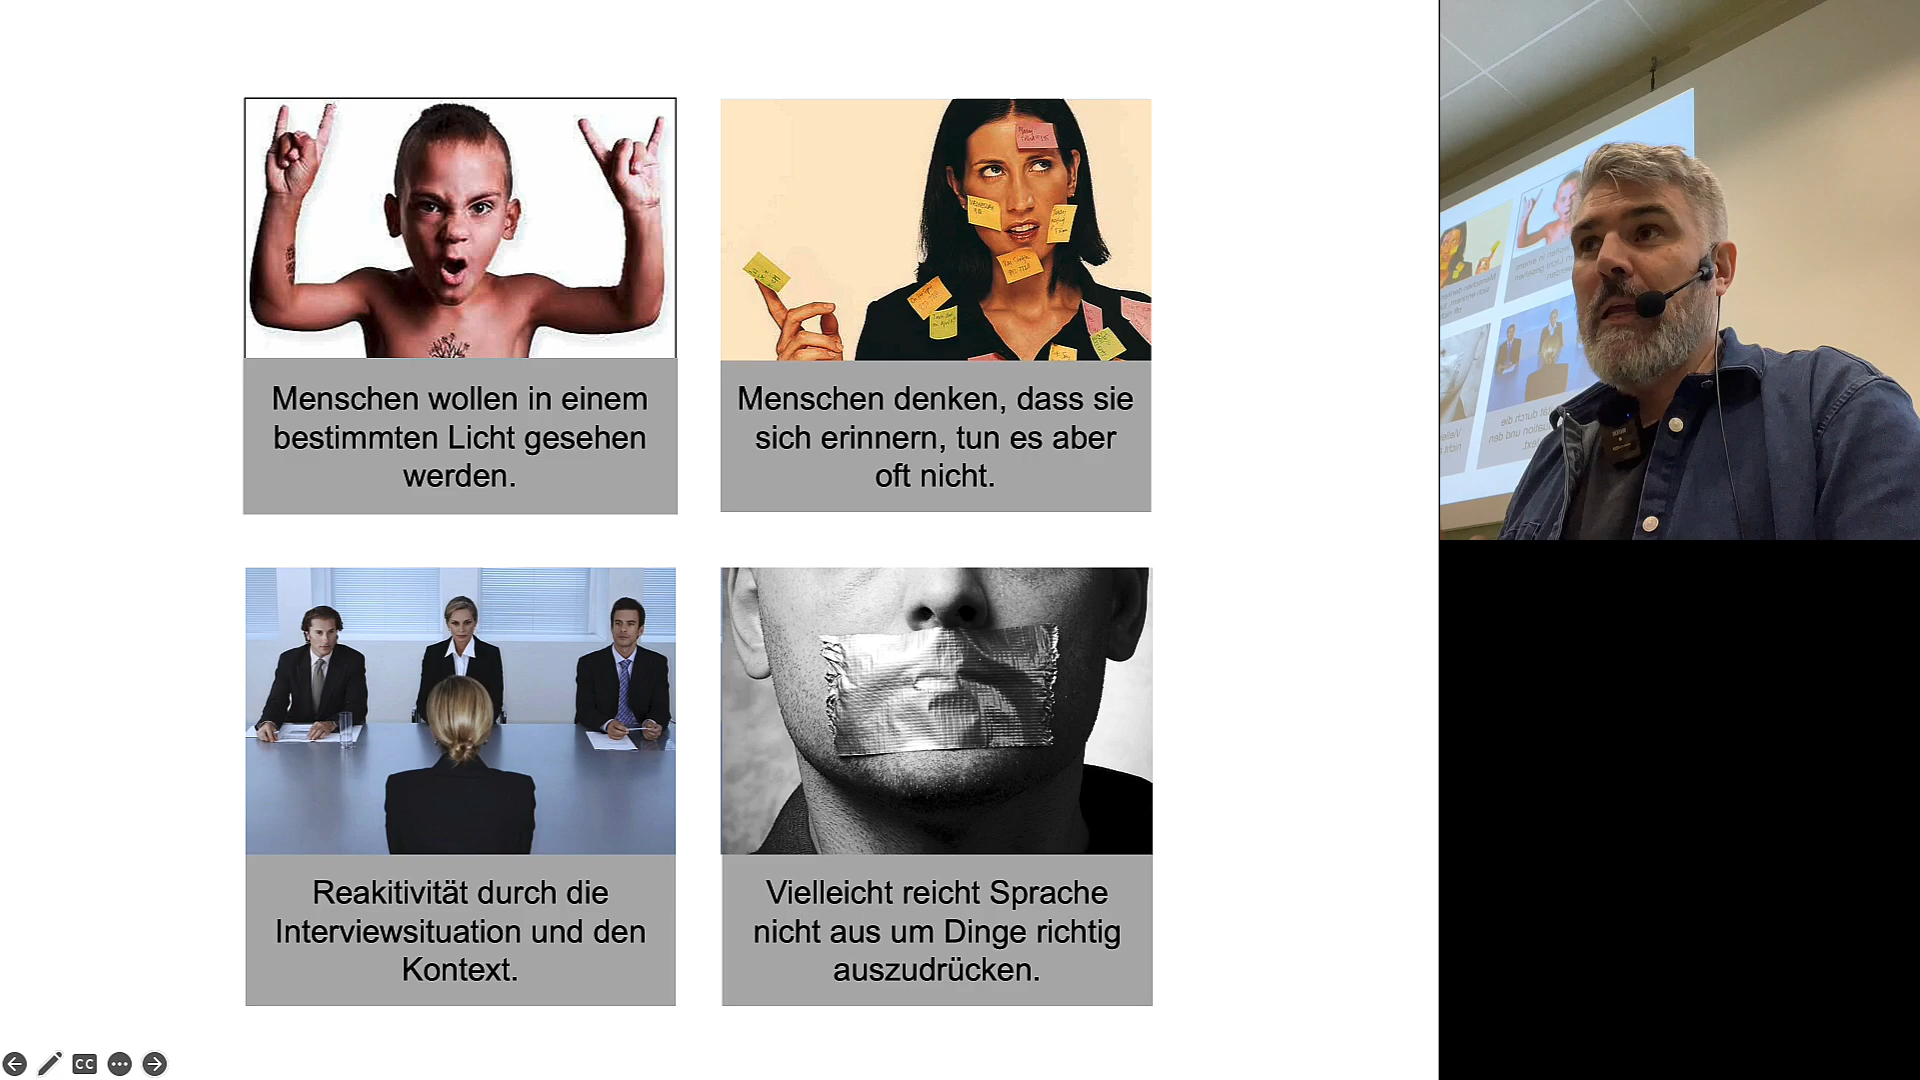 Menschen wollen in einem
bestimmten Licht gesehen
werden.
Menschen denken, dass sie
sich erinnern, tun es aber
oft nicht.
Reakitivität durch die
Interviewsituation und den
Kontext.
Vielleicht reicht Sprache
nicht aus um Dinge richtig
auszudrücken.
CC